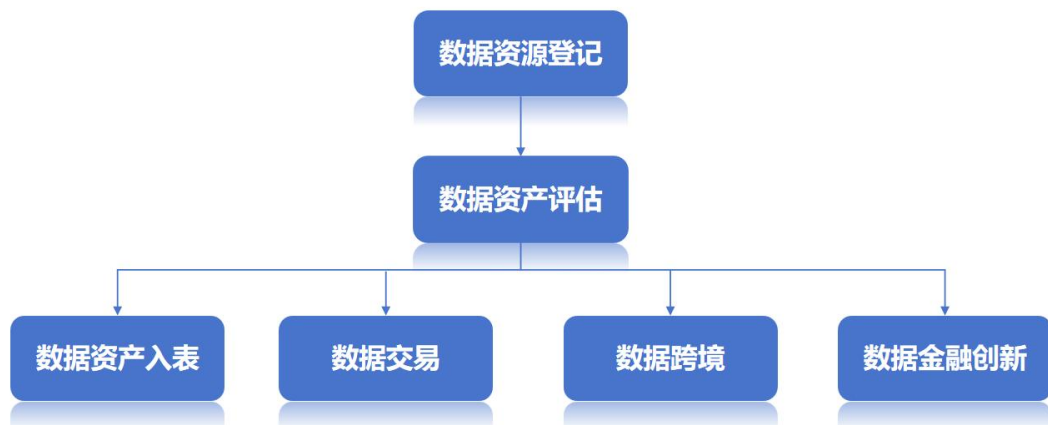 数据资源登记
数据资产评估
数据资产入表
数据交易
数据跨境
数据金融创新